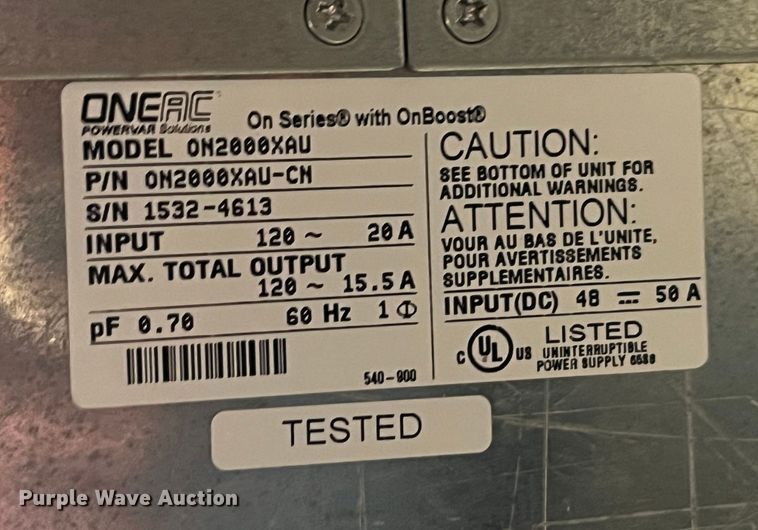 ONEAC
POWERVAR Solutions
On Series® with OnBoost®
MODEL ON2000XAU
P/N ON2000XAU-CN
S/N 1532-4613
INPUT 120 ~ 20 A
MAX. TOTAL OUTPUT
120 ~ 15.5 A
pF 0.70 60 Hz 1 Φ
540-900
CAUTION:
SEE BOTTOM OF UNIT FOR
ADDITIONAL WARNINGS.
ATTENTION:
VOUR AU BAS DE L'UNITE,
POUR AVERTISSEMENTS
SUPPLEMENTAIRES.
INPUT(DC) 48 ⎓ 50 A
C UL US LISTED
UNINTERRUPTIBLE
POWER SUPPLY
TESTED
Purple Wave Auction